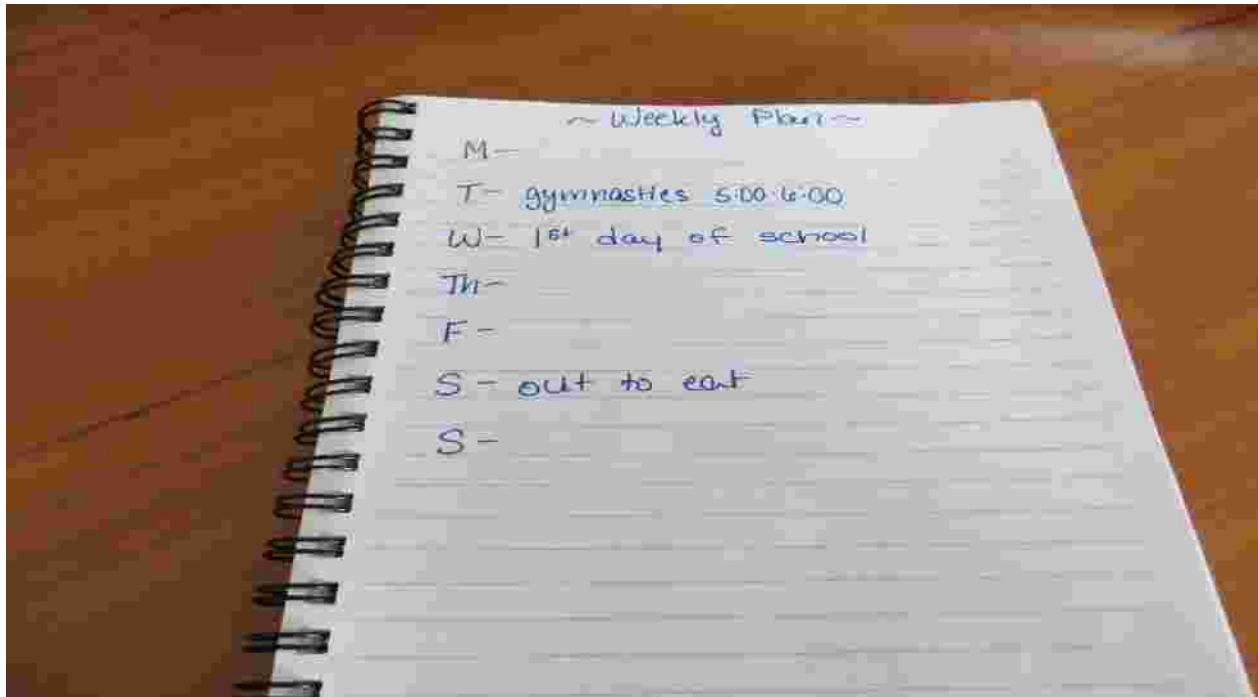 ~ Weekly Plan ~
M-
T- gymnastics 5:00-6:00
W- 1st day of school
Th-
F-
S- out to eat
S-